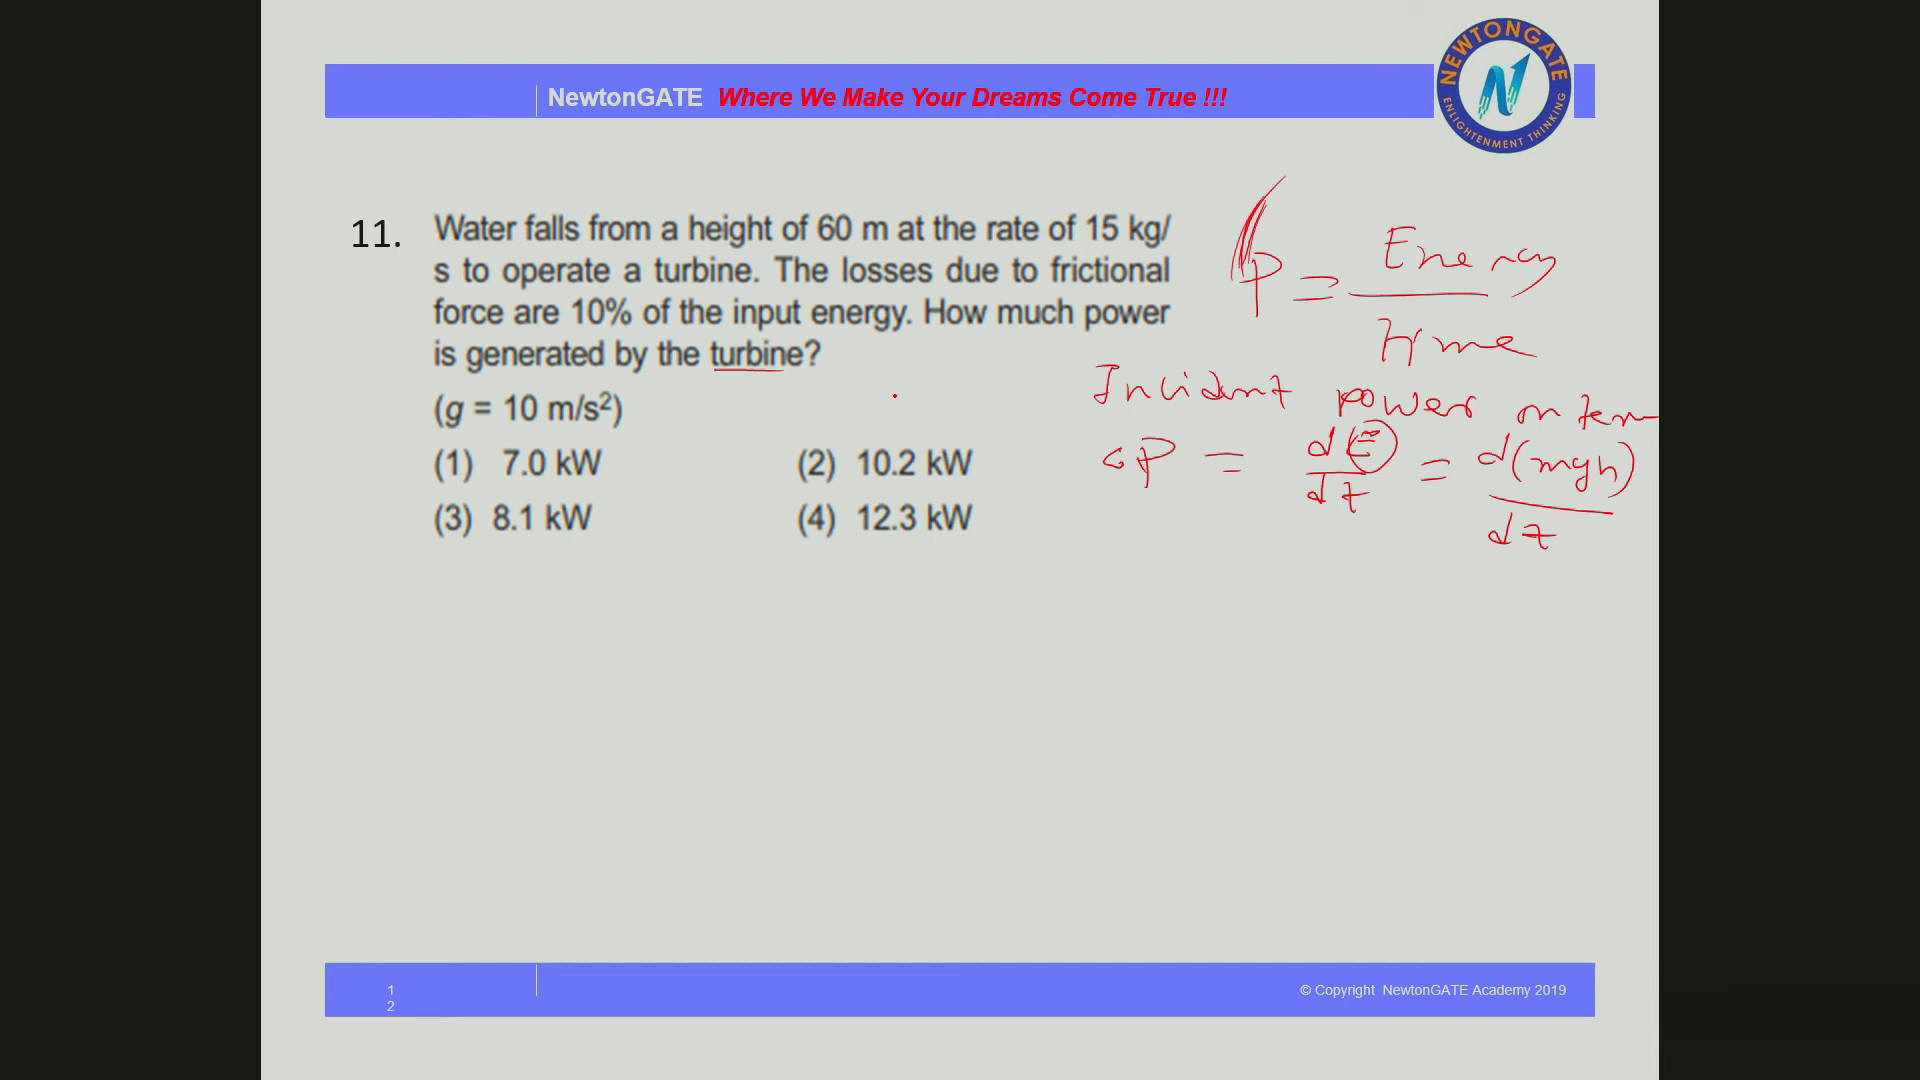 NEWTONGATE
ENLIGHTENMENT THINKING
NewtonGATE Where We Make Your Dreams Come True !!!
11. Water falls from a height of 60 m at the rate of 15 kg/
s to operate a turbine. The losses due to frictional
force are 10% of the input energy. How much power
is generated by the turbine?
(g = 10 m/s²)
(1) 7.0 kW (2) 10.2 kW
(3) 8.1 kW (4) 12.3 kW
P = Energy
time
Incident power on
P = dE = d(mgh)
dt dt
1
2
© Copyright NewtonGATE Academy 2019